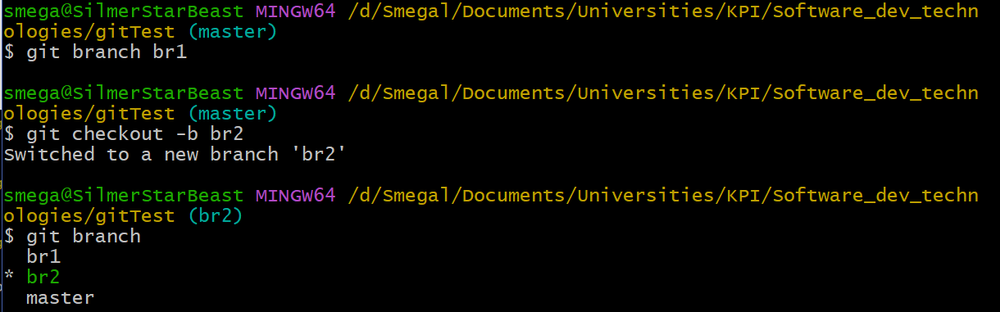 smega@SilmerStarBeast MINGW64 /d/Smegal/Documents/Universities/KPI/Software_dev_techn
ologies/gitTest (master)
$ git branch br1
smega@SilmerStarBeast MINGW64 /d/Smegal/Documents/Universities/KPI/Software_dev_techn
ologies/gitTest (master)
$ git checkout -b br2
Switched to a new branch 'br2'
smega@SilmerStarBeast MINGW64 /d/Smegal/Documents/Universities/KPI/Software_dev_techn
ologies/gitTest (br2)
$ git branch
  br1
* br2
  master